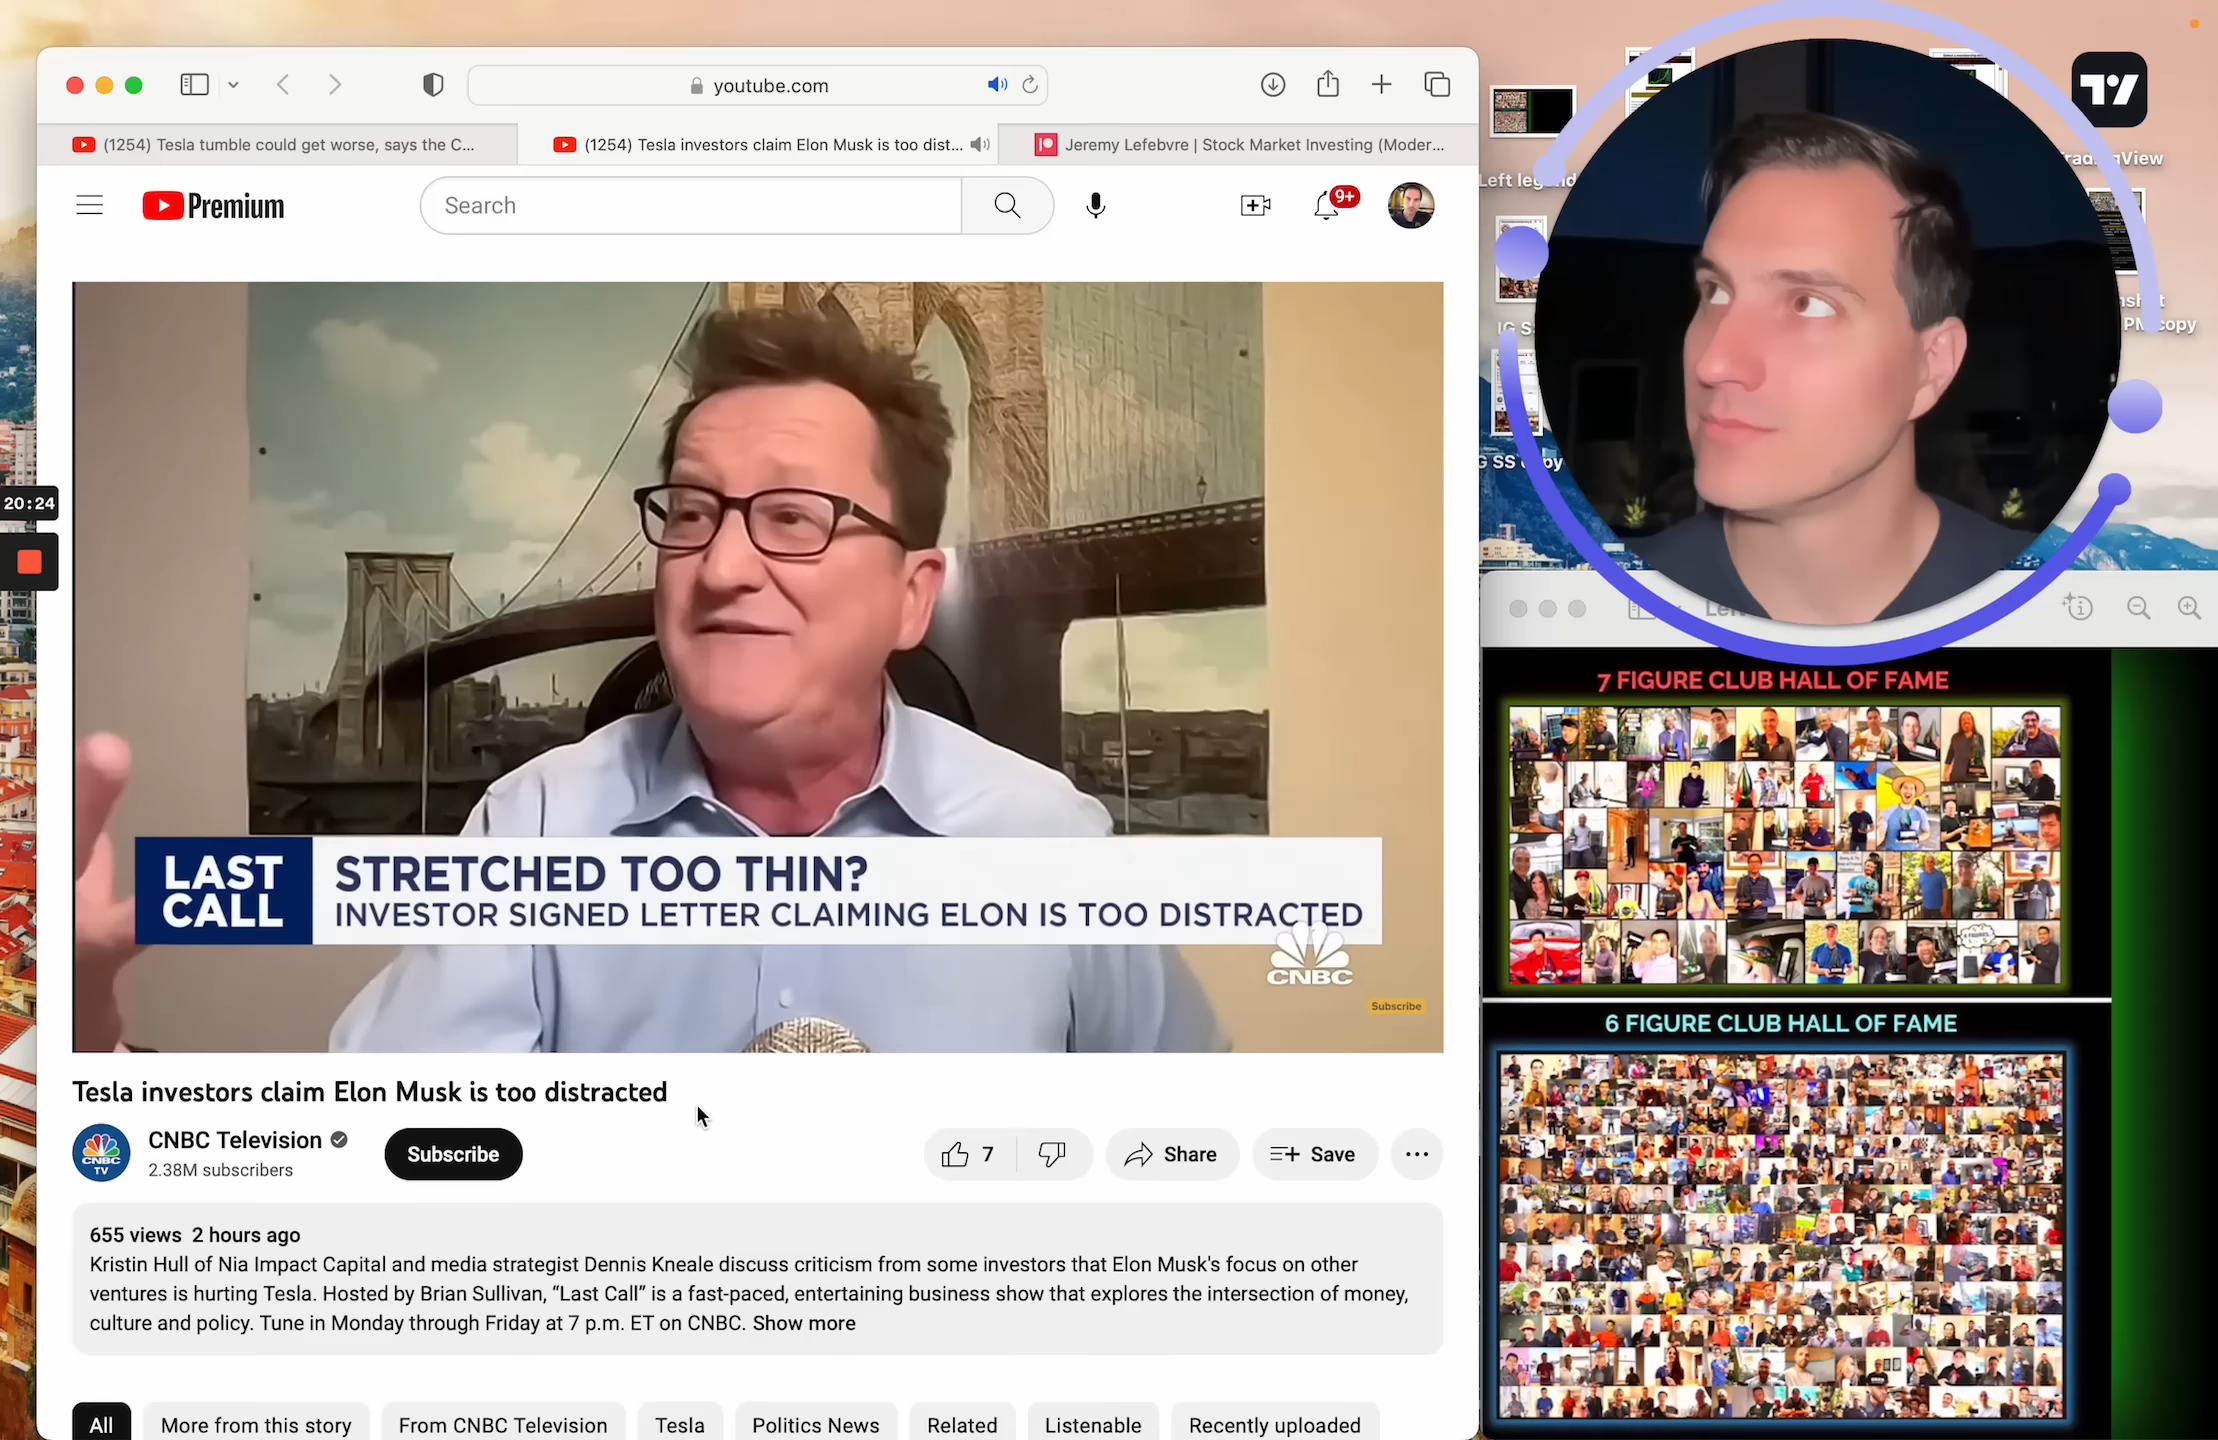 youtube.com
(1254) Tesla tumble could get worse, says the C...
(1254) Tesla investors claim Elon Musk is too dist...
Jeremy Lefebvre | Stock Market Investing (Moder...
Premium
Search
9+
20:24
LAST CALL
STRETCHED TOO THIN?
INVESTOR SIGNED LETTER CLAIMING ELON IS TOO DISTRACTED
CNBC
Subscribe
Tesla investors claim Elon Musk is too distracted
CNBC TV
CNBC Television
2.38M subscribers
Subscribe
7
Share
Save
655 views 2 hours ago
Kristin Hull of Nia Impact Capital and media strategist Dennis Kneale discuss criticism from some investors that Elon Musk's focus on other
ventures is hurting Tesla. Hosted by Brian Sullivan, “Last Call” is a fast-paced, entertaining business show that explores the intersection of money,
culture and policy. Tune in Monday through Friday at 7 p.m. ET on CNBC. Show more
All
More from this story
From CNBC Television
Tesla
Politics News
Related
Listenable
Recently uploaded
7 FIGURE CLUB HALL OF FAME
6 FIGURE CLUB HALL OF FAME